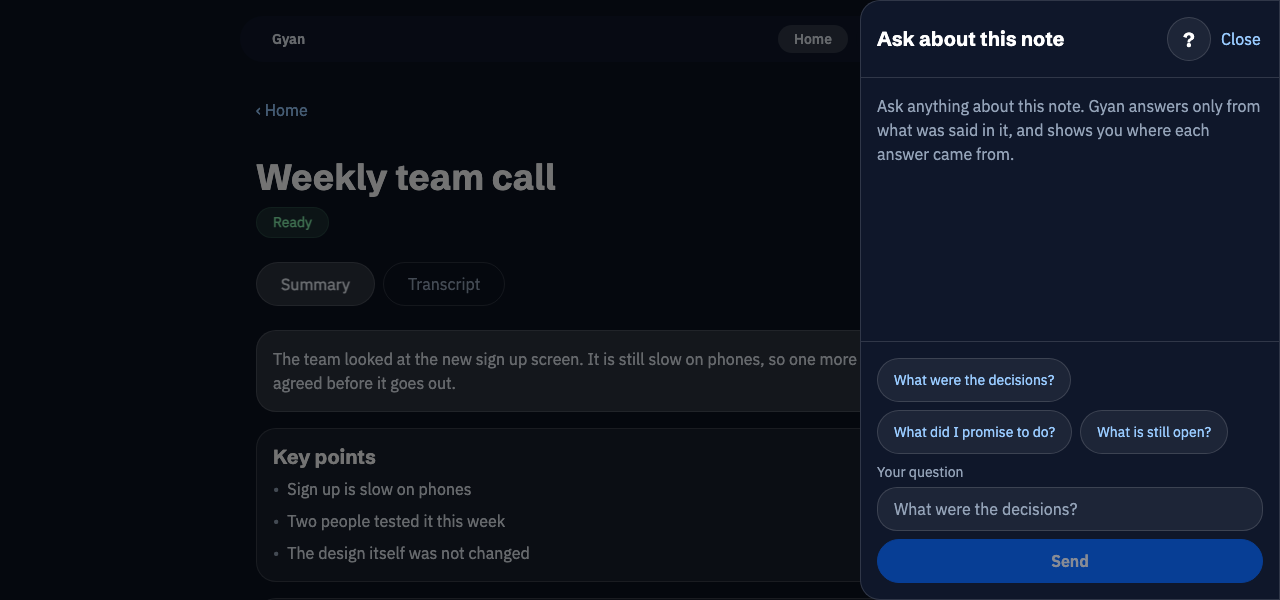 Gyan
Home
‹ Home
Weekly team call
Ready
Summary
Transcript
The team looked at the new sign up screen. It is still slow on phones, so one more
agreed before it goes out.
Key points
• Sign up is slow on phones
• Two people tested it this week
• The design itself was not changed
Ask about this note
?
Close
Ask anything about this note. Gyan answers only from
what was said in it, and shows you where each
answer came from.
What were the decisions?
What did I promise to do?
What is still open?
Your question
What were the decisions?
Send